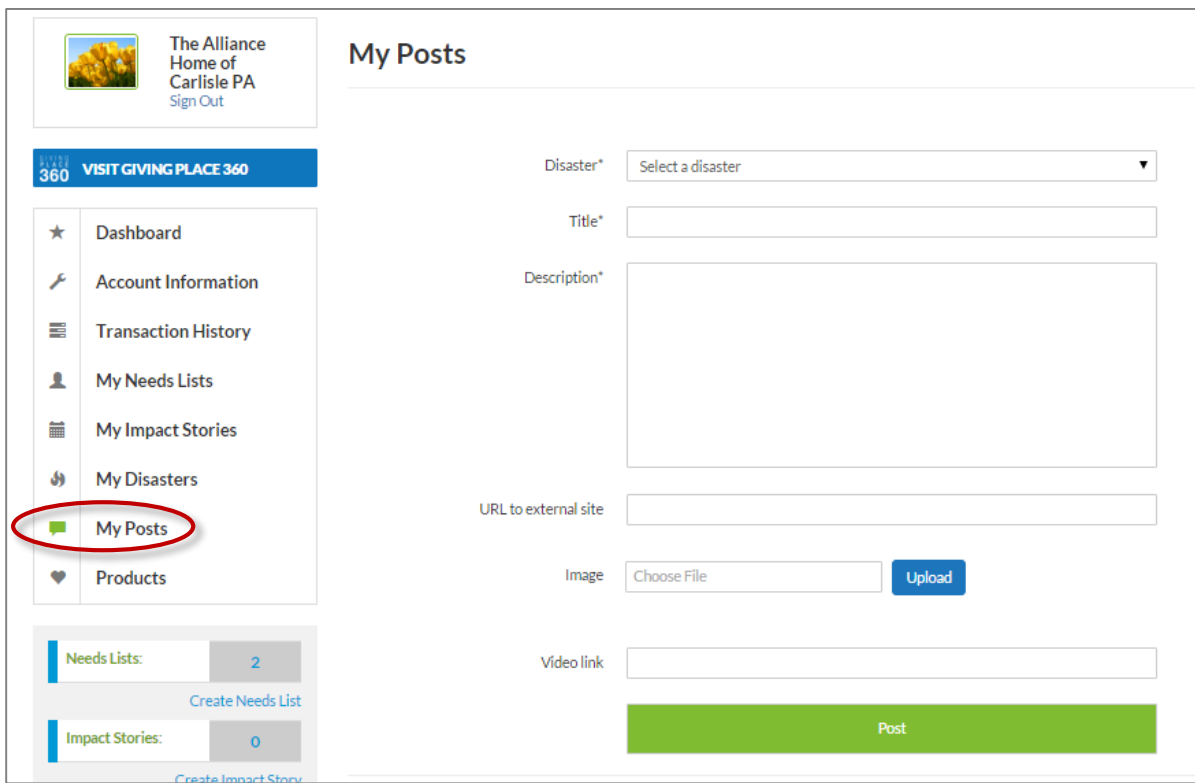 The Alliance
Home of
Carlisle PA
Sign Out
GIVING
PLACE
360 VISIT GIVING PLACE 360
Dashboard
Account Information
Transaction History
My Needs Lists
My Impact Stories
My Disasters
My Posts
Products
Needs Lists: 2
Create Needs List
Impact Stories: 0
Create Impact Story
My Posts
Disaster* Select a disaster
Title*
Description*
URL to external site
Image Choose File Upload
Video link
Post